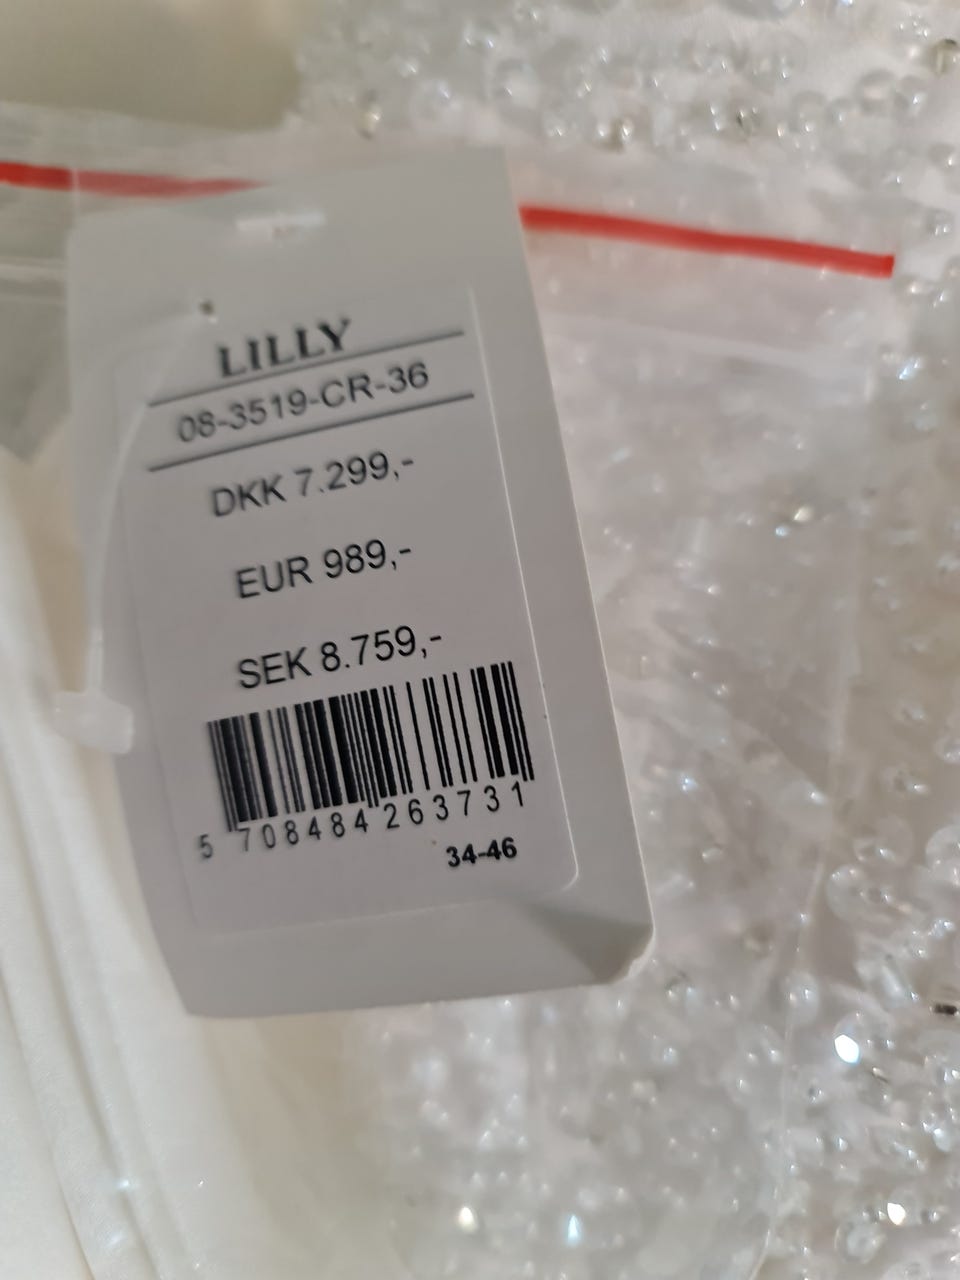 LILLY
08-3519-CR-36
DKK 7.299,-
EUR 989,-
SEK 8.759,-
5 708484 263731
34-46